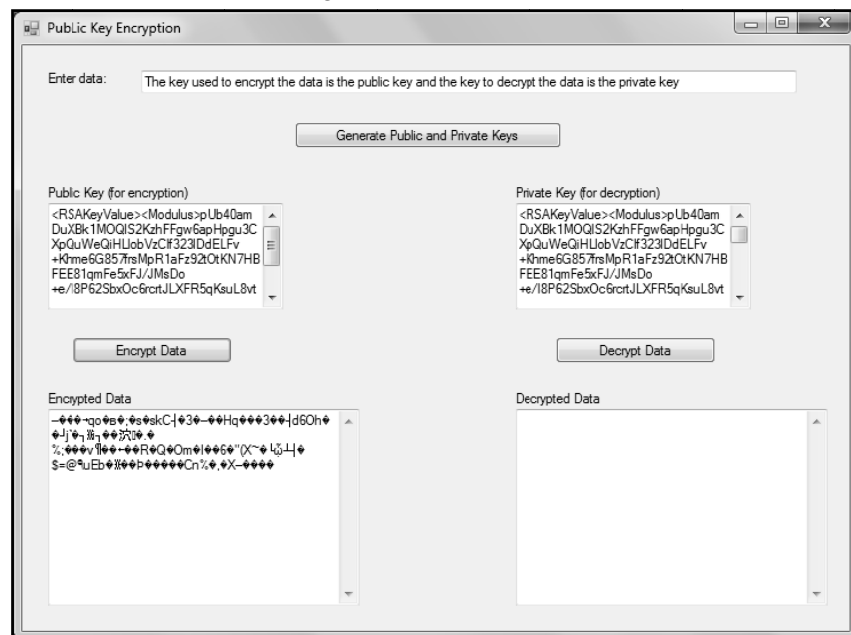 PubLic Key Encryption
Enter data:
The key used to encrypt the data is the public key and the key to decrypt the data is the private key
Generate Public and Private Keys
Public Key (for encryption)
<RSAKeyValue><Modulus>pUb40am
DuXBk1MOQIS2KzhFFgw6apHpgu3C
XpQuWeQiHLlobVzClf323IDdELFv
+Khme6G857frsMpR1aFz92tOtKN7HB
FEE81qmFe5xFJ/JMsDo
+e/I8P62SbxOc6rcrtJLXFR5qKsuL8vt
Private Key (for decryption)
<RSAKeyValue><Modulus>pUb40am
DuXBk1MOQIS2KzhFFgw6apHpgu3C
XpQuWeQiHLlobVzClf323IDdELFv
+Khme6G857frsMpR1aFz92tOtKN7HB
FEE81qmFe5xFJ/JMsDo
+e/I8P62SbxOc6rcrtJLXFR5qKsuL8vt
Encrypt Data
Decrypt Data
Encrypted Data
Decrypted Data